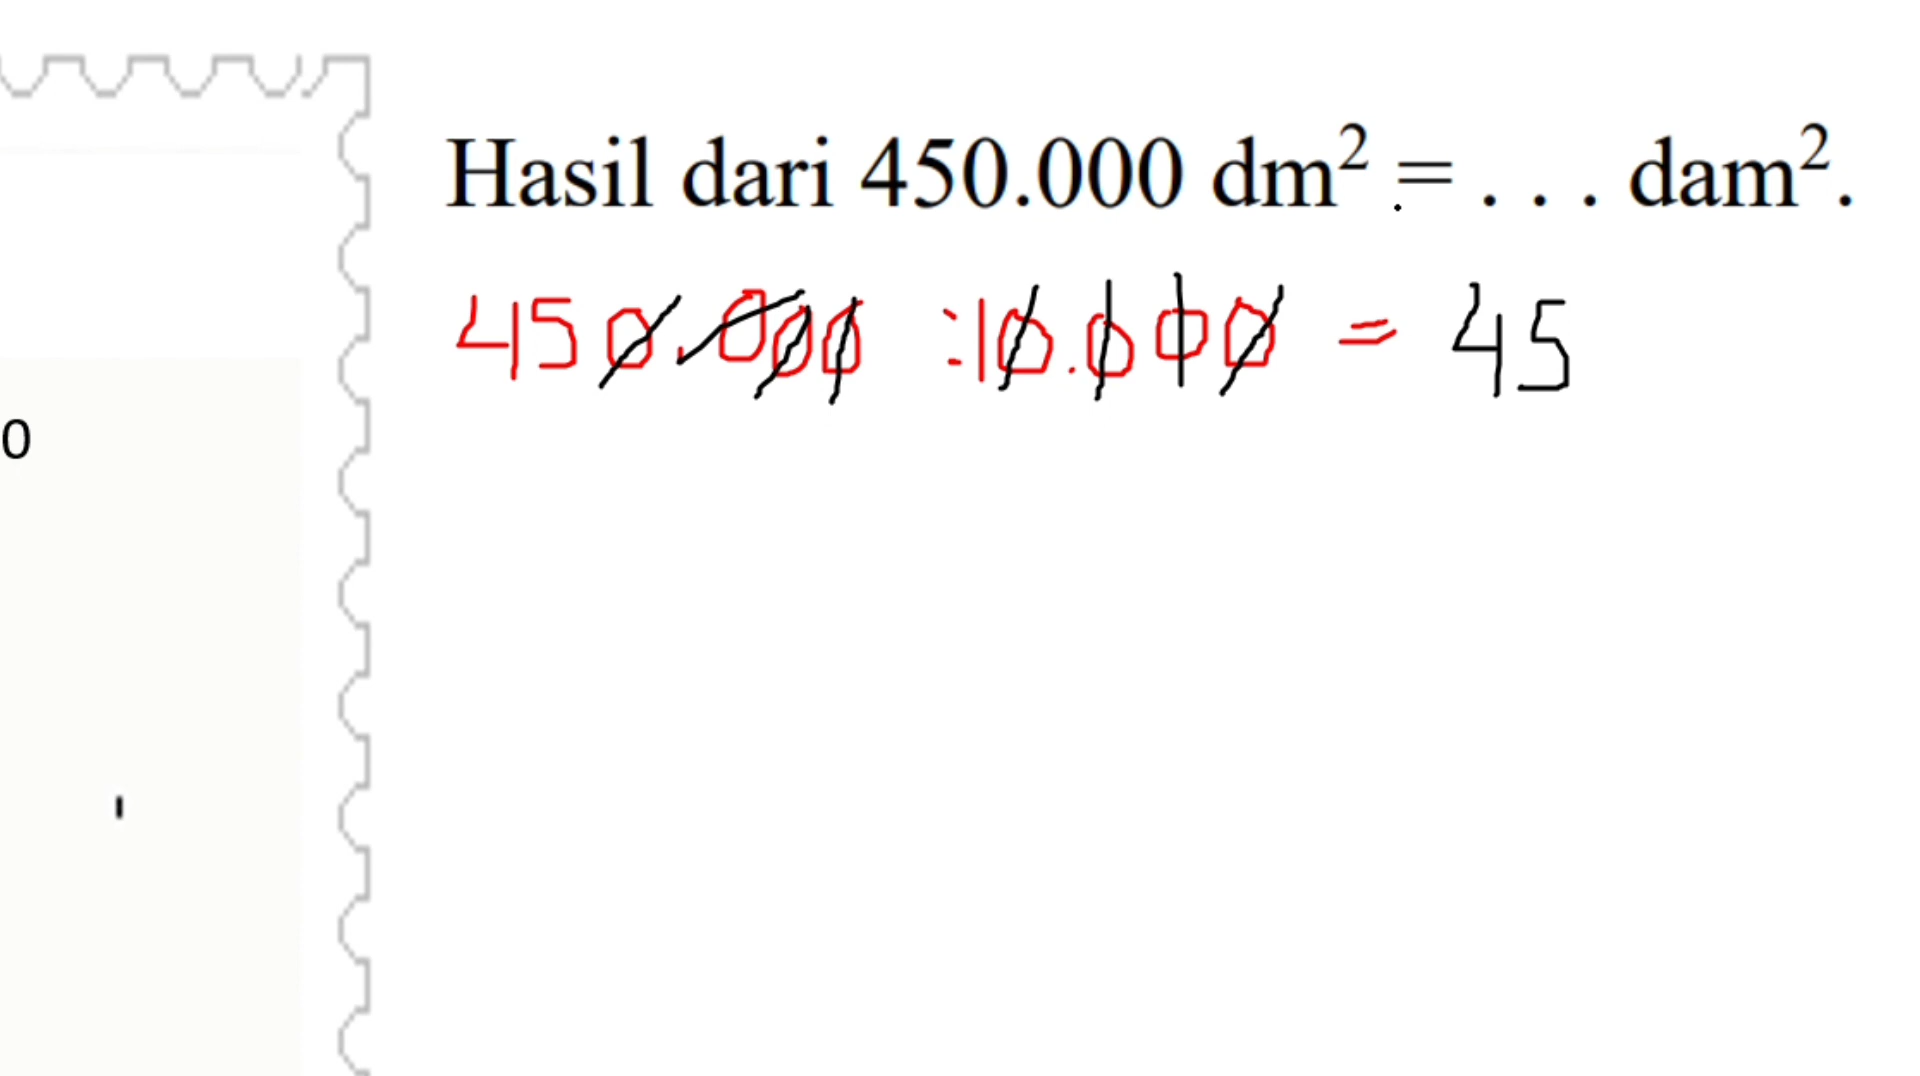 Hasil dari 450.000 dm² = . . . dam².
450.000 :10.000 = 45
0